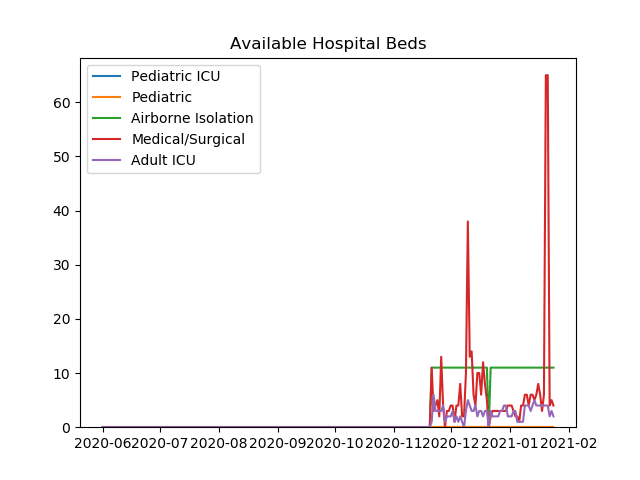 Available Hospital Beds
Pediatric ICU
Pediatric
Airborne Isolation
Medical/Surgical
Adult ICU
60
50
40
30
20
10
0
2020-06 2020-07 2020-08 2020-09 2020-10 2020-11 2020-12 2021-01 2021-02